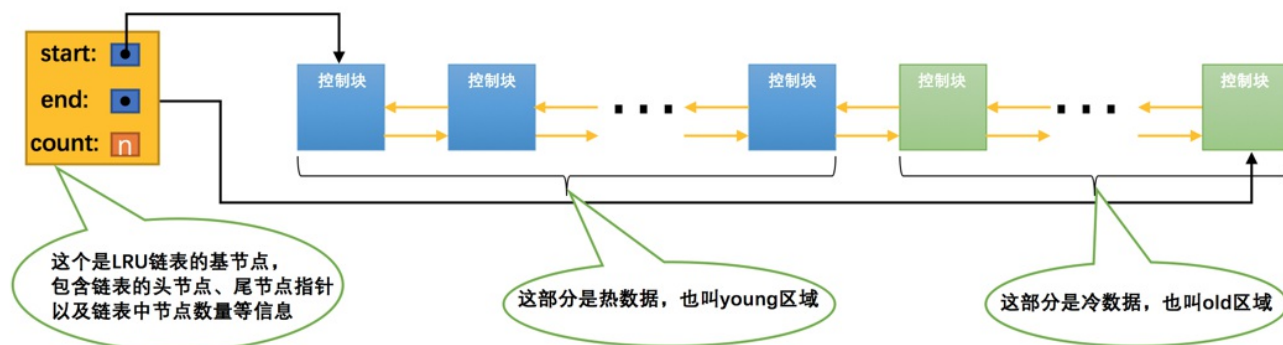 start:
end:
count: n
控制块
控制块
控制块
控制块
控制块
这个是LRU链表的基节点，
包含链表的头节点、尾节点指针
以及链表中节点数量等信息
这部分是热数据，也叫young区域
这部分是冷数据，也叫old区域